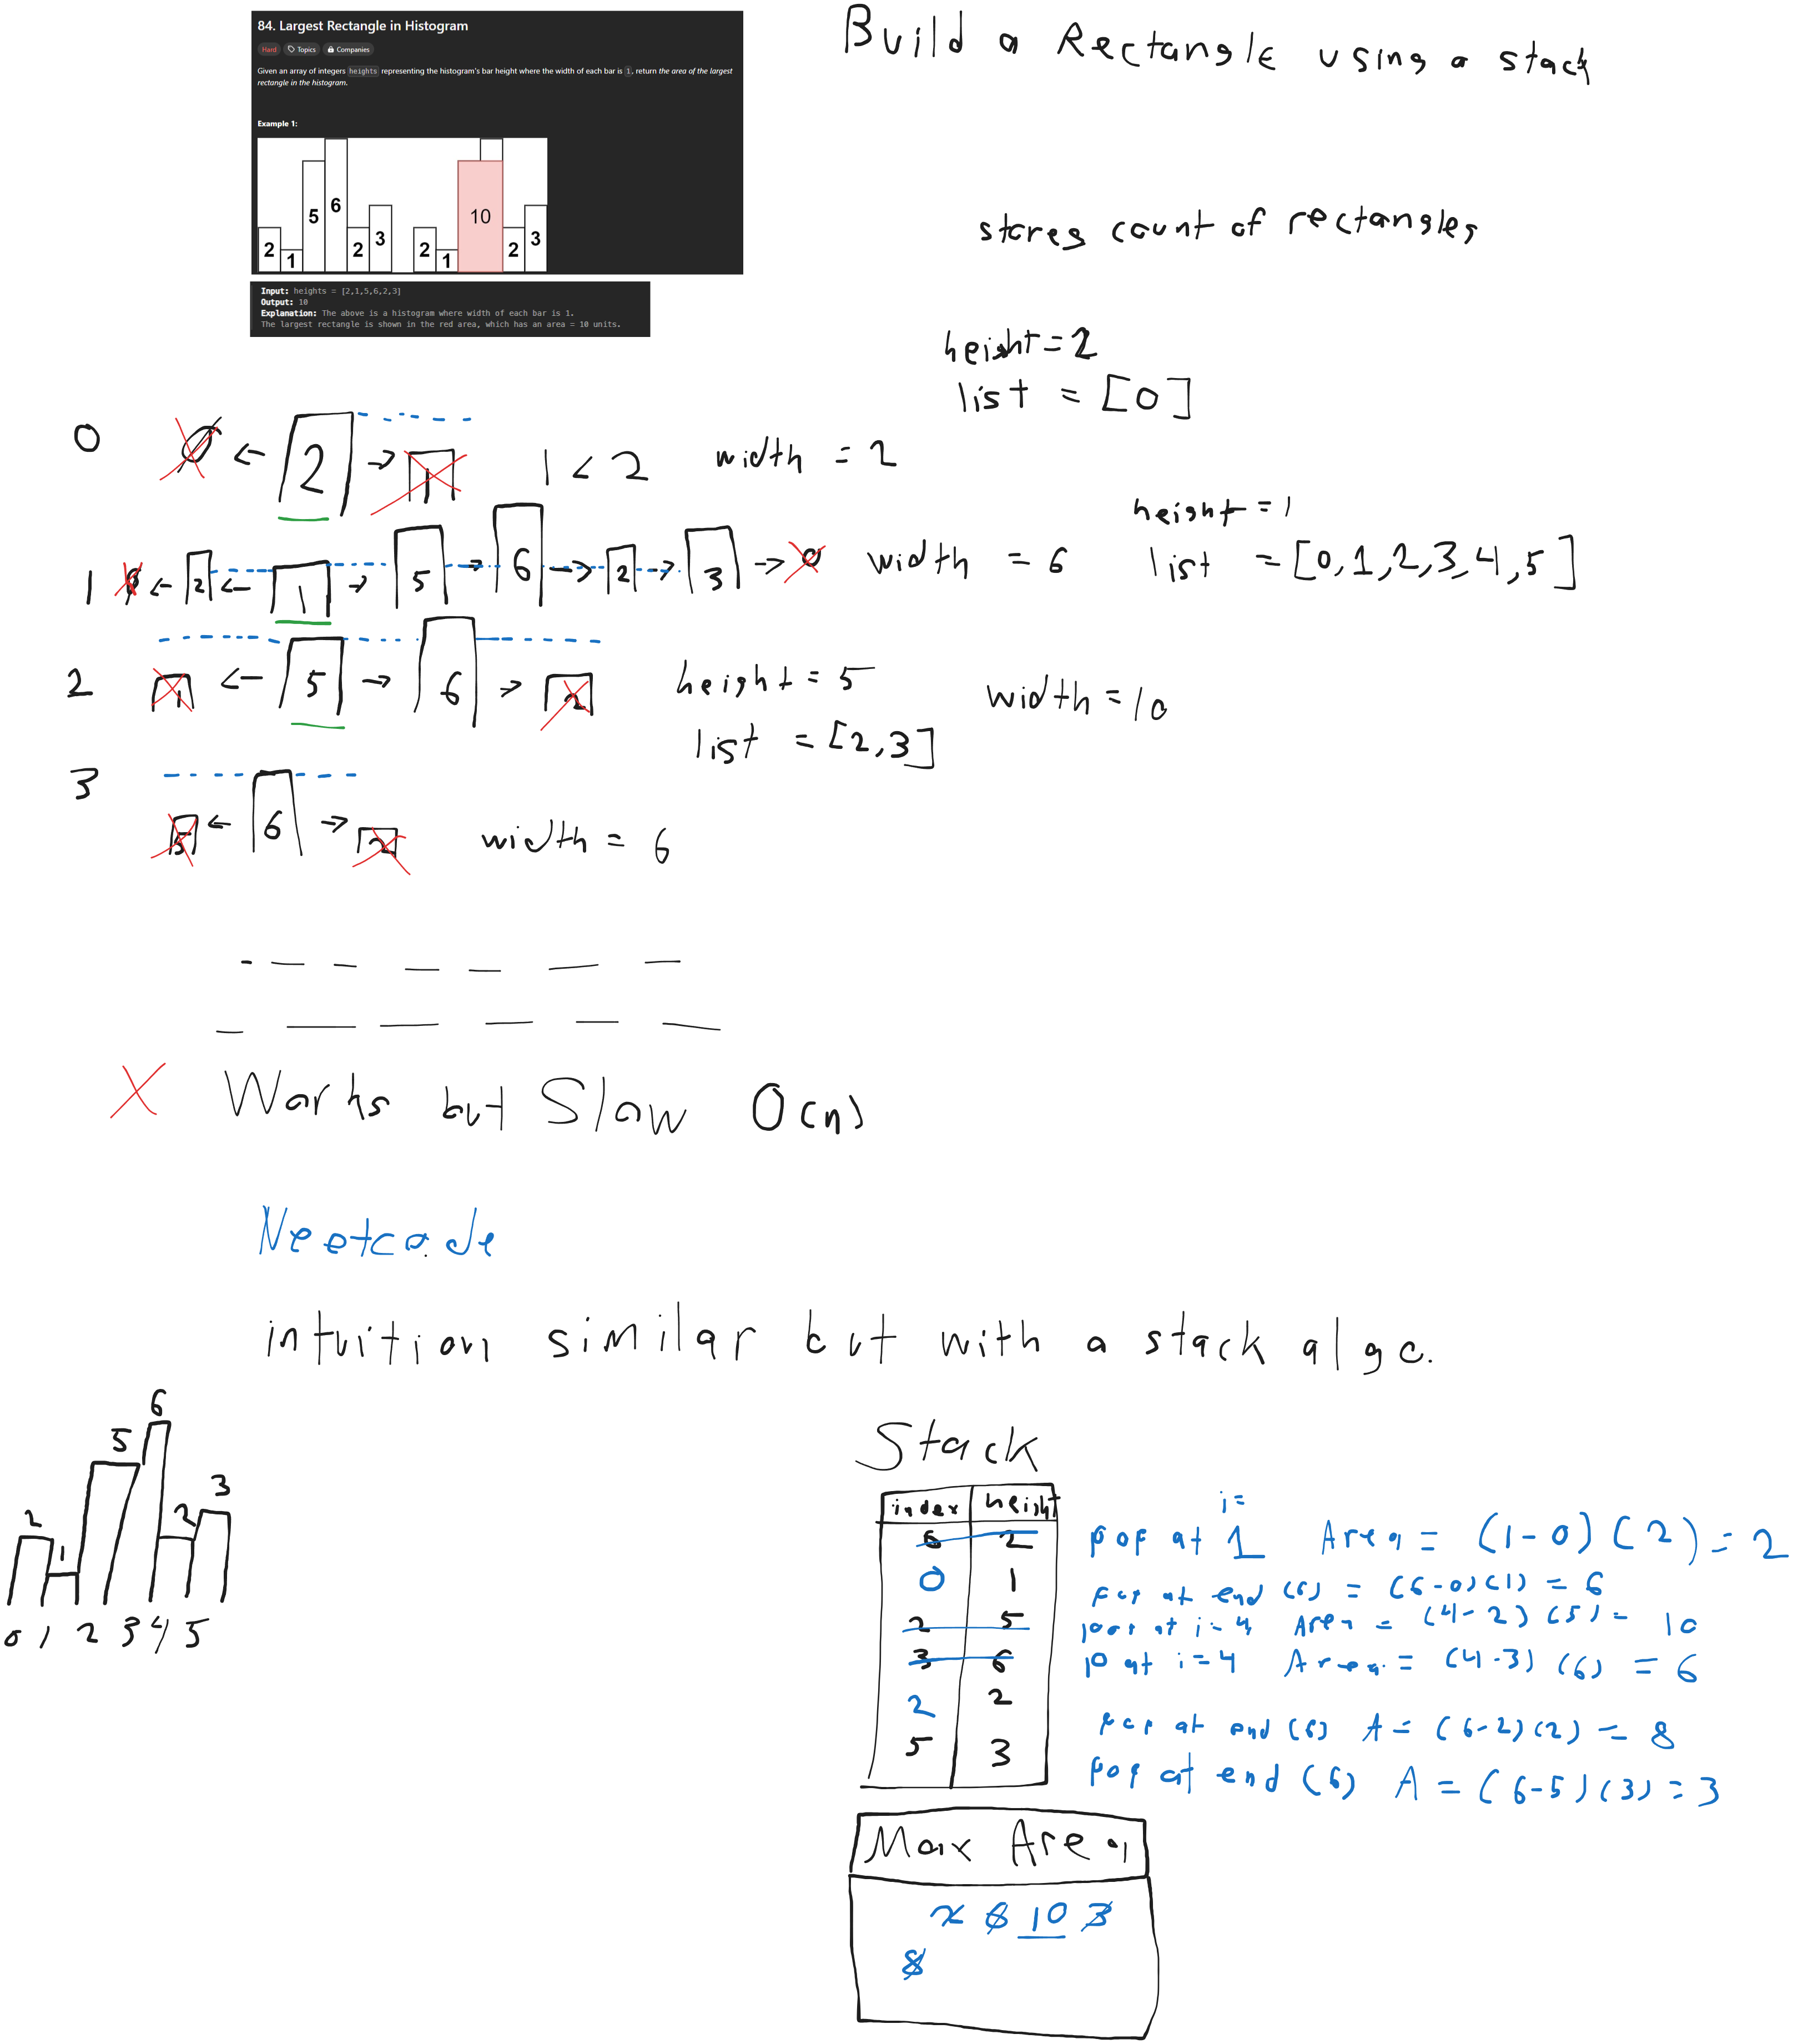 84. Largest Rectangle in Histogram
Hard Topics Companies
Given an array of integers heights representing the histogram's bar height where the width of each bar is 1, return the area of the largest
rectangle in the histogram.
Example 1:
2 1 5 6 2 3 2 1 10 2 3
Input: heights = [2,1,5,6,2,3]
Output: 10
Explanation: The above is a histogram where width of each bar is 1.
The largest rectangle is shown in the red area, which has an area = 10 units.
Build a Rectangle using a stack
stores count of rectangles
height = 2
list = [0]
0 ← 2 → 1 1 < 2 width = 2
height = 1
1 ← 2 ← 1 → 5 → 6 → 2 → 3 → 0 width = 6 list = [0,1,2,3,4,5]
2 1 ← 5 → 6 → 2 height = 5 width = 10
list = [2,3]
3 5 ← 6 → 2 width = 6
X Works but Slow O(n)
Neetcode
intuition similar but with a stack algo.
2 1 5 6 2 3
0 1 2 3 4 5
Stack
index height
2 pop at i= 1 Area = (1-0)(2) = 2
0 1 pop at end (6) = (6-0)(1) = 6
2 5 at i=4 Area = (4-2)(5) = 10
3 6 at i=4 Area = (4-3)(6) = 6
2 2 pop at end (6) A = (6-2)(2) = 8
5 3 pop at end (6) A = (6-5)(3) = 3
Max Area
2 6 10 3
8